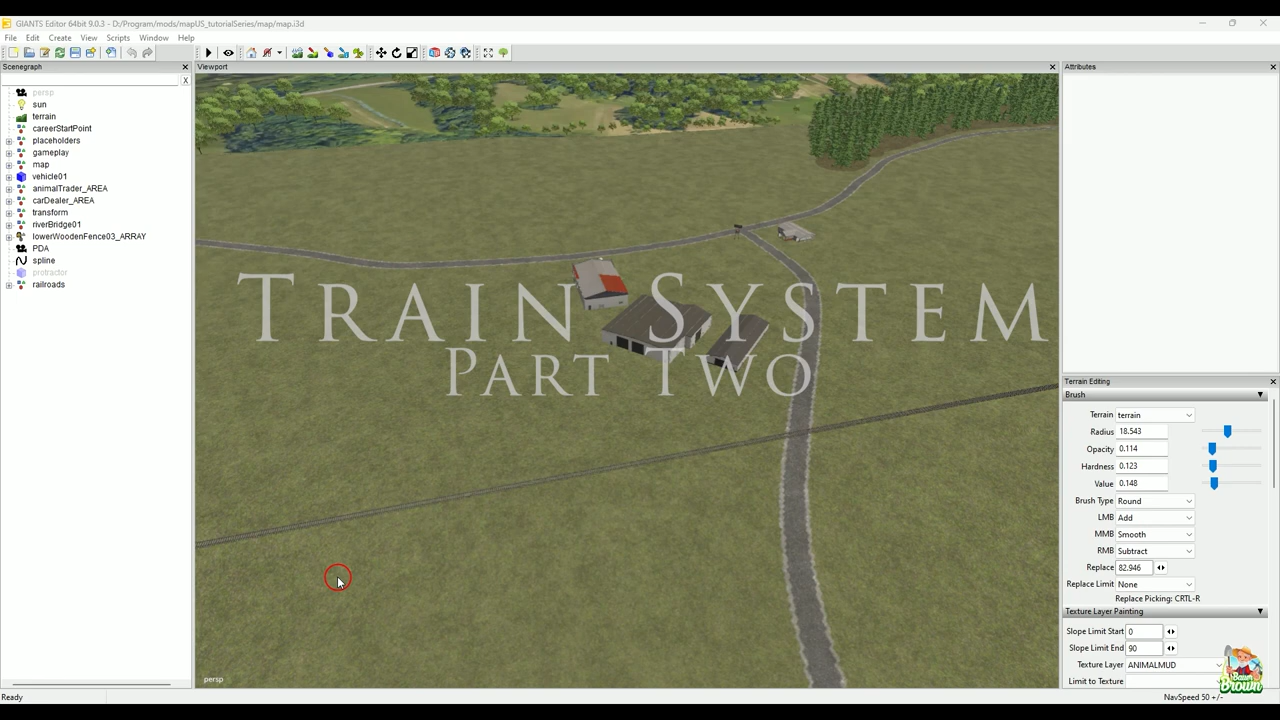 GIANTS Editor 64bit - D:/Program/mods/mapUS_tutorialSeries/map/map.i3d
File Edit Create View Scripts Window Help
Scenegraph
X
persp
sun
terrain
careerStartPoint
placeholders
gameplay
map
vehicle01
animalTrader_AREA
carDealer_AREA
transform
riverBridge01
lowerWoodenFence03_ARRAY
PDA
spline
protractor
railroads
Viewport
TRAIN SYSTEM
PART TWO
persp
Attributes
Terrain Editing
Brush
Terrain terrain
Radius 18.543
Opacity 0.114
Hardness 0.123
Value 0.148
Brush Type Round
LMB Add
MMB Smooth
RMB Subtract
Replace 82.946
Replace Limit None
Replace Picking: CRTL-R
Texture Layer Painting
Slope Limit Start 0
Slope Limit End 90
Texture Layer ANIMALMUD
Limit to Texture
Brown
Ready
NavSpeed 50 +/-